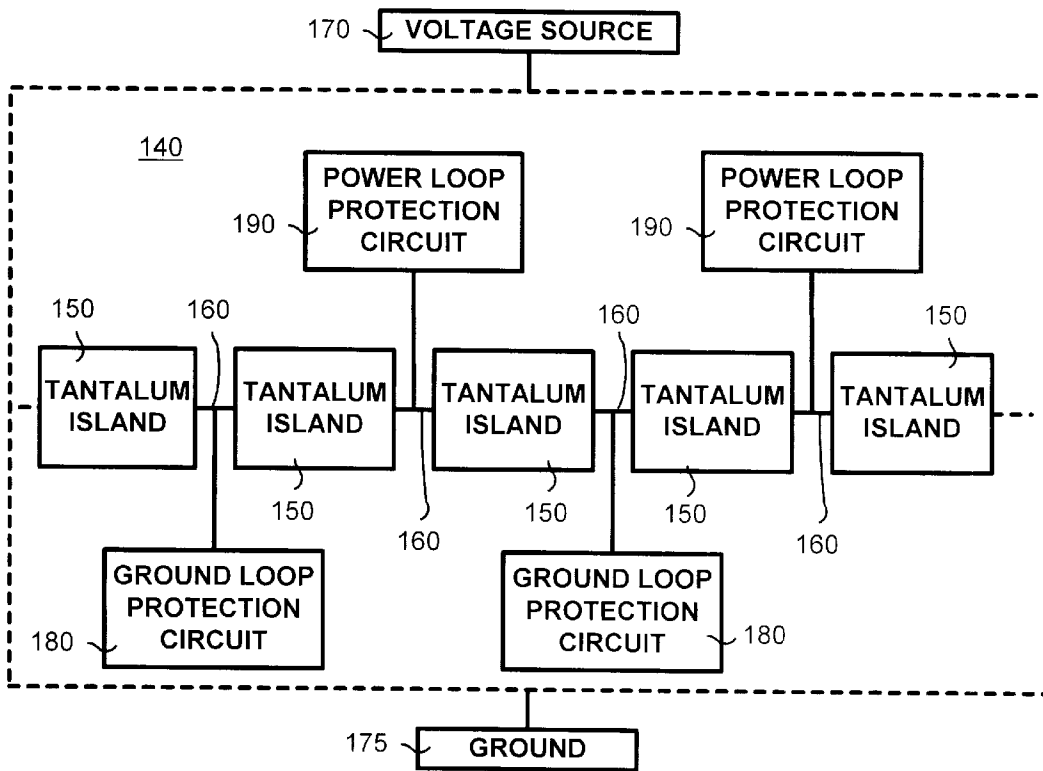 170
VOLTAGE SOURCE
140
POWER LOOP
PROTECTION
CIRCUIT
190
POWER LOOP
PROTECTION
CIRCUIT
190
150
160
160
150
TANTALUM
ISLAND
TANTALUM
ISLAND
TANTALUM
ISLAND
TANTALUM
ISLAND
TANTALUM
ISLAND
150
160
150
150
160
GROUND LOOP
PROTECTION
CIRCUIT
180
GROUND LOOP
PROTECTION
CIRCUIT
180
175
GROUND